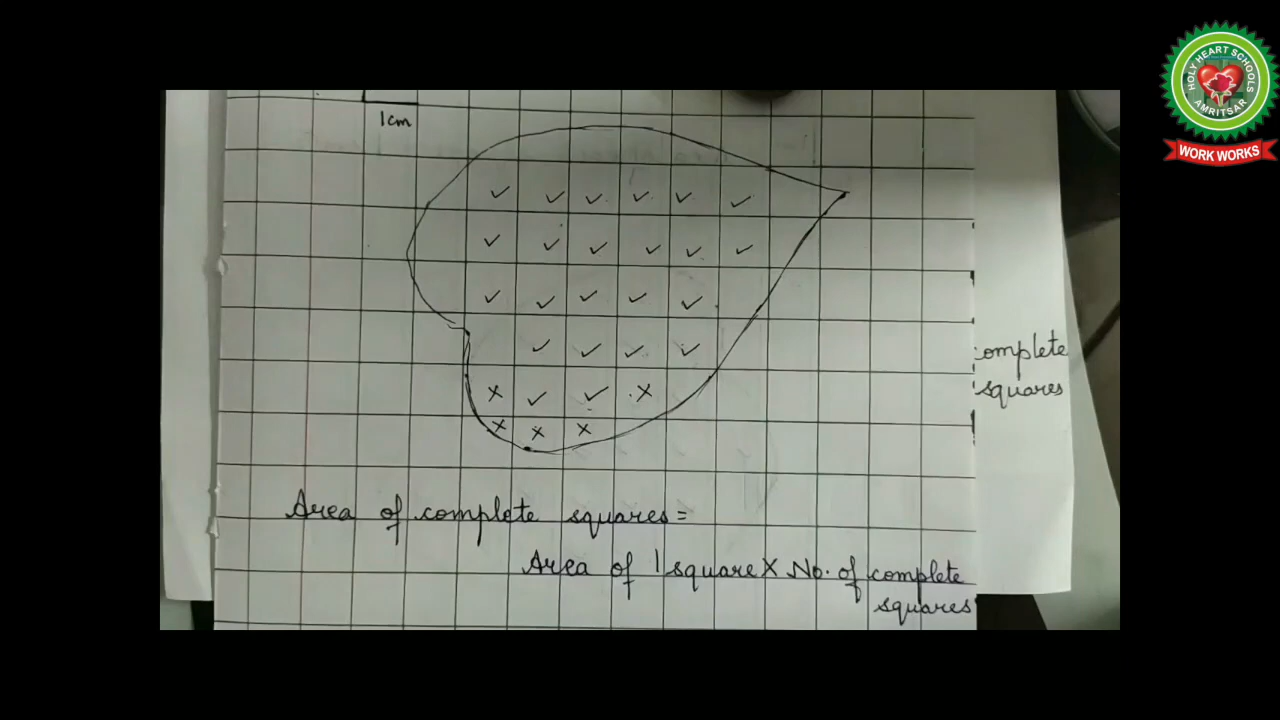 HOLY HEART SCHOOLS
AMRITSAR
WORK WORKS
1cm
complete
squares
Area of complete squares =
Area of 1 square X No. of complete
squares